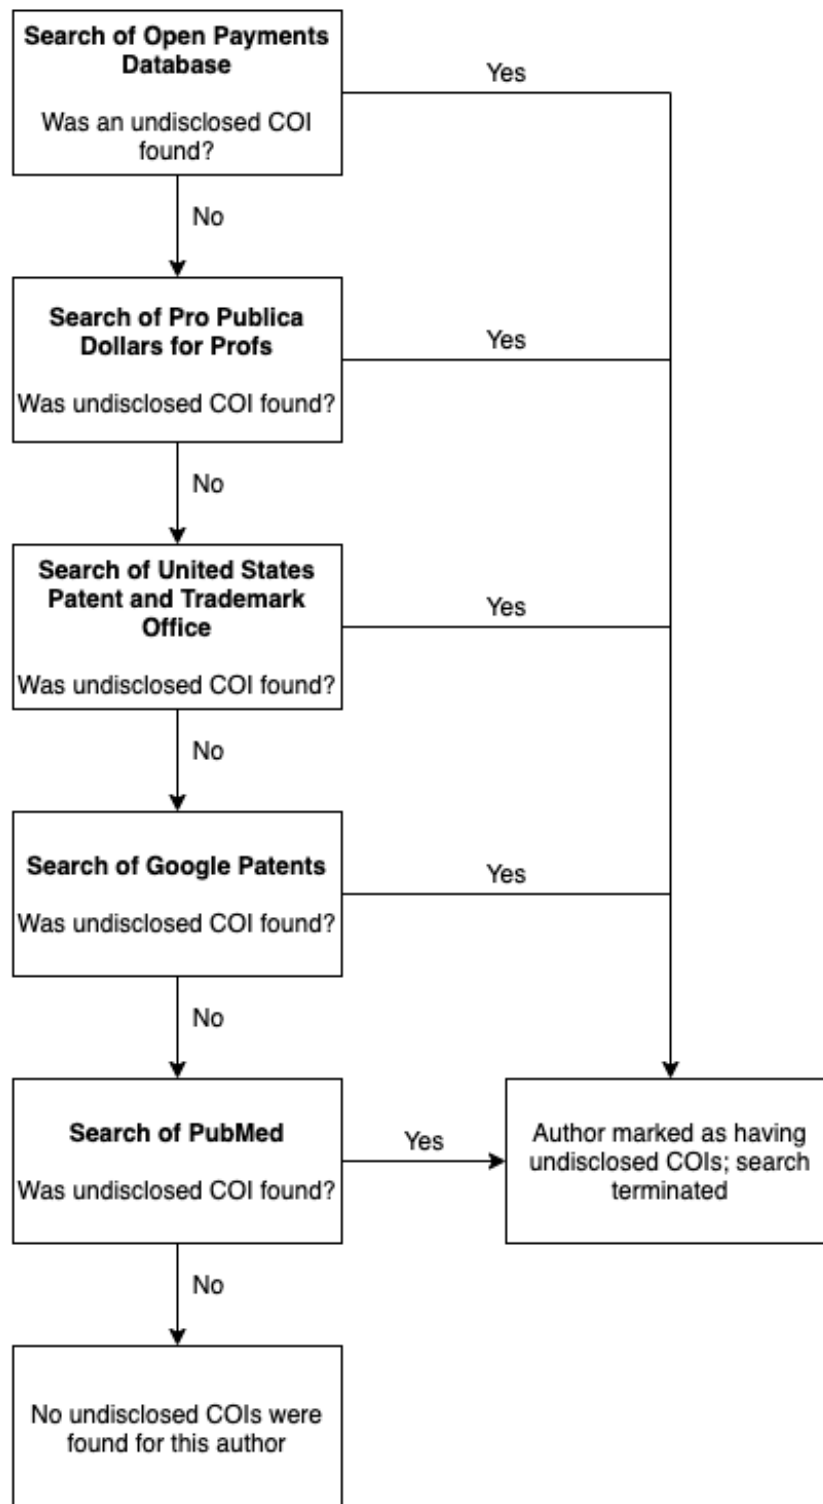 Search of Open Payments
Database
Yes
Was an undisclosed COI
found?
No
Search of Pro Publica
Dollars for Profs
Yes
Was undisclosed COI found?
No
Search of United States
Patent and Trademark
Office
Yes
Was undisclosed COI found?
No
Search of Google Patents
Yes
Was undisclosed COI found?
No
Search of PubMed
Yes
Was undisclosed COI found?
Author marked as having
undisclosed COIs; search
terminated
No
No undisclosed COIs were
found for this author